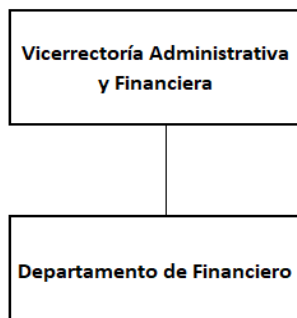 Vicerrectoría Administrativa
y Financiera
Departamento de Financiero